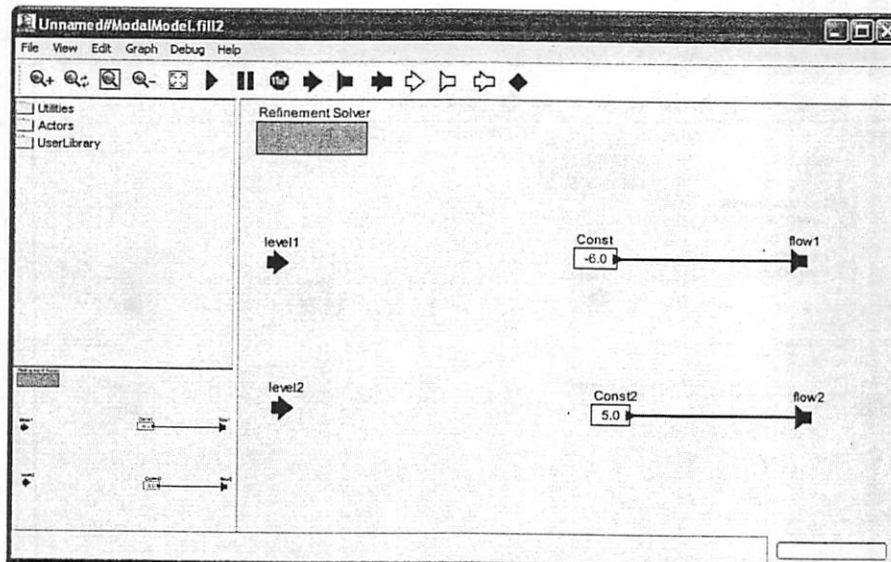 Unnamed#ModalModel.fill2
File View Edit Graph Debug Help
Utilities
Actors
UserLibrary
Refinement Solver
level1
Const
-6.0
flow1
level2
Const2
5.0
flow2